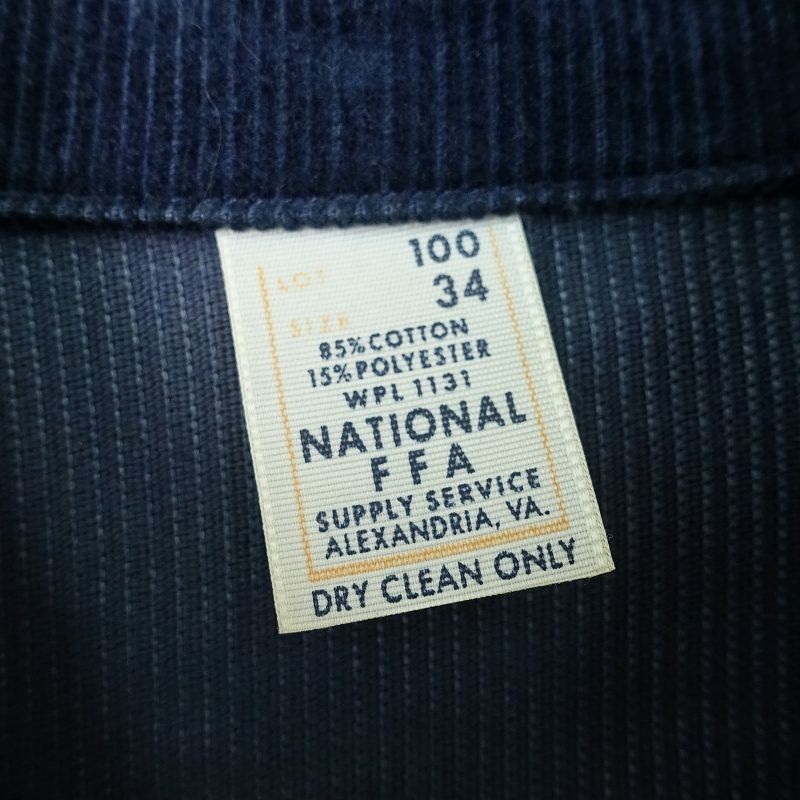 LOT 100
SIZE 34
85% COTTON
15% POLYESTER
WPL 1131
NATIONAL
FFA
SUPPLY SERVICE
ALEXANDRIA, VA.
DRY CLEAN ONLY